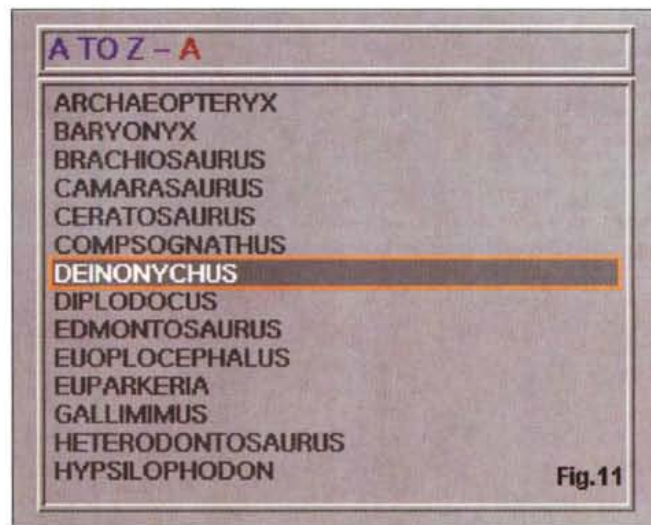 A TO Z – A
ARCHAEOPTERYX
BARYONYX
BRACHIOSAURUS
CAMARASAURUS
CERATOSAURUS
COMPSOGNATHUS
DEINONYCHUS
DIPLODOCUS
EDMONTOSAURUS
EUOPLOCEPHALUS
EUPARKERIA
GALLIMIMUS
HETERODONTOSAURUS
HYPSILOPHODON
Fig.11